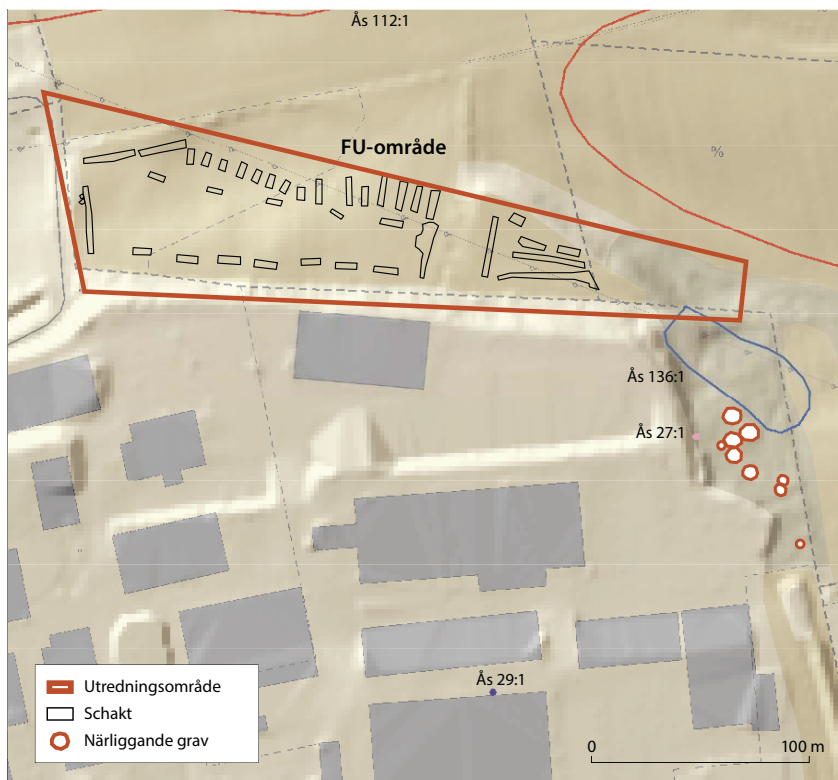 Ås 112:1
FU-område
Ås 136:1
Ås 27:1
Ås 29:1
Utredningsområde
Schakt
Närliggande grav
0 100 m